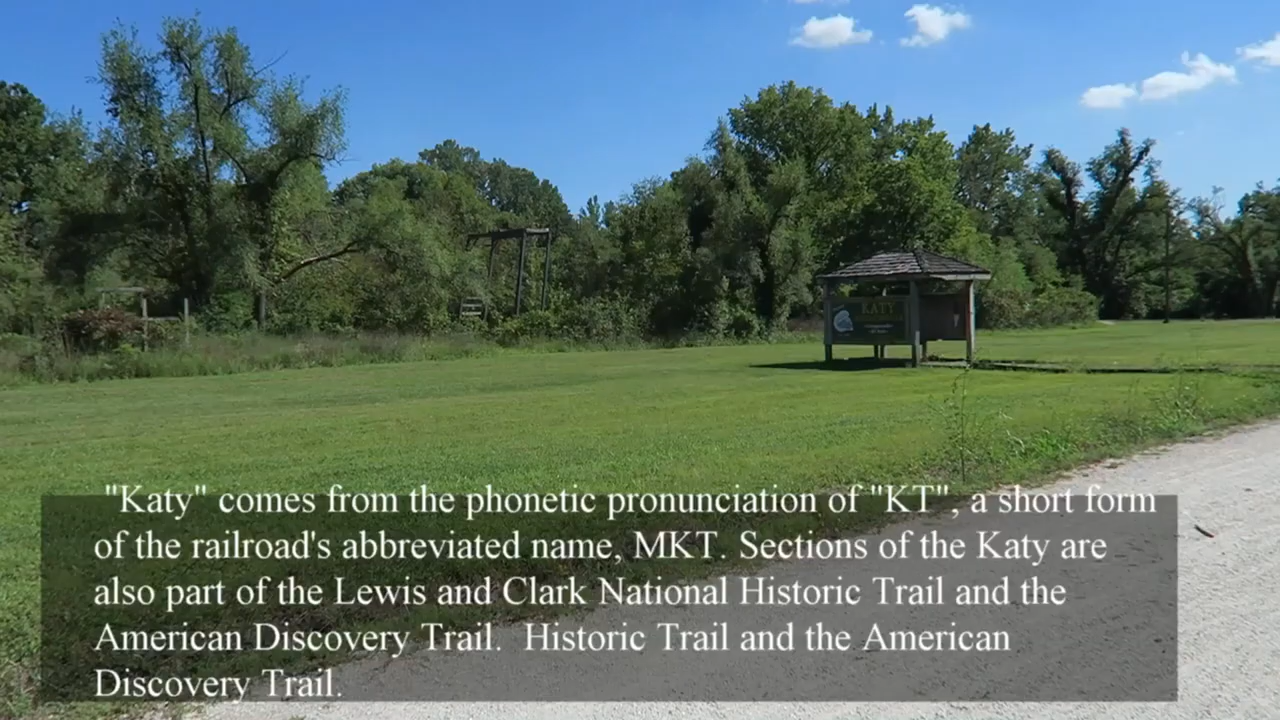 KATY
"Katy" comes from the phonetic pronunciation of "KT", a short form
of the railroad's abbreviated name, MKT. Sections of the Katy are
also part of the Lewis and Clark National Historic Trail and the
American Discovery Trail.  Historic Trail and the American
Discovery Trail.